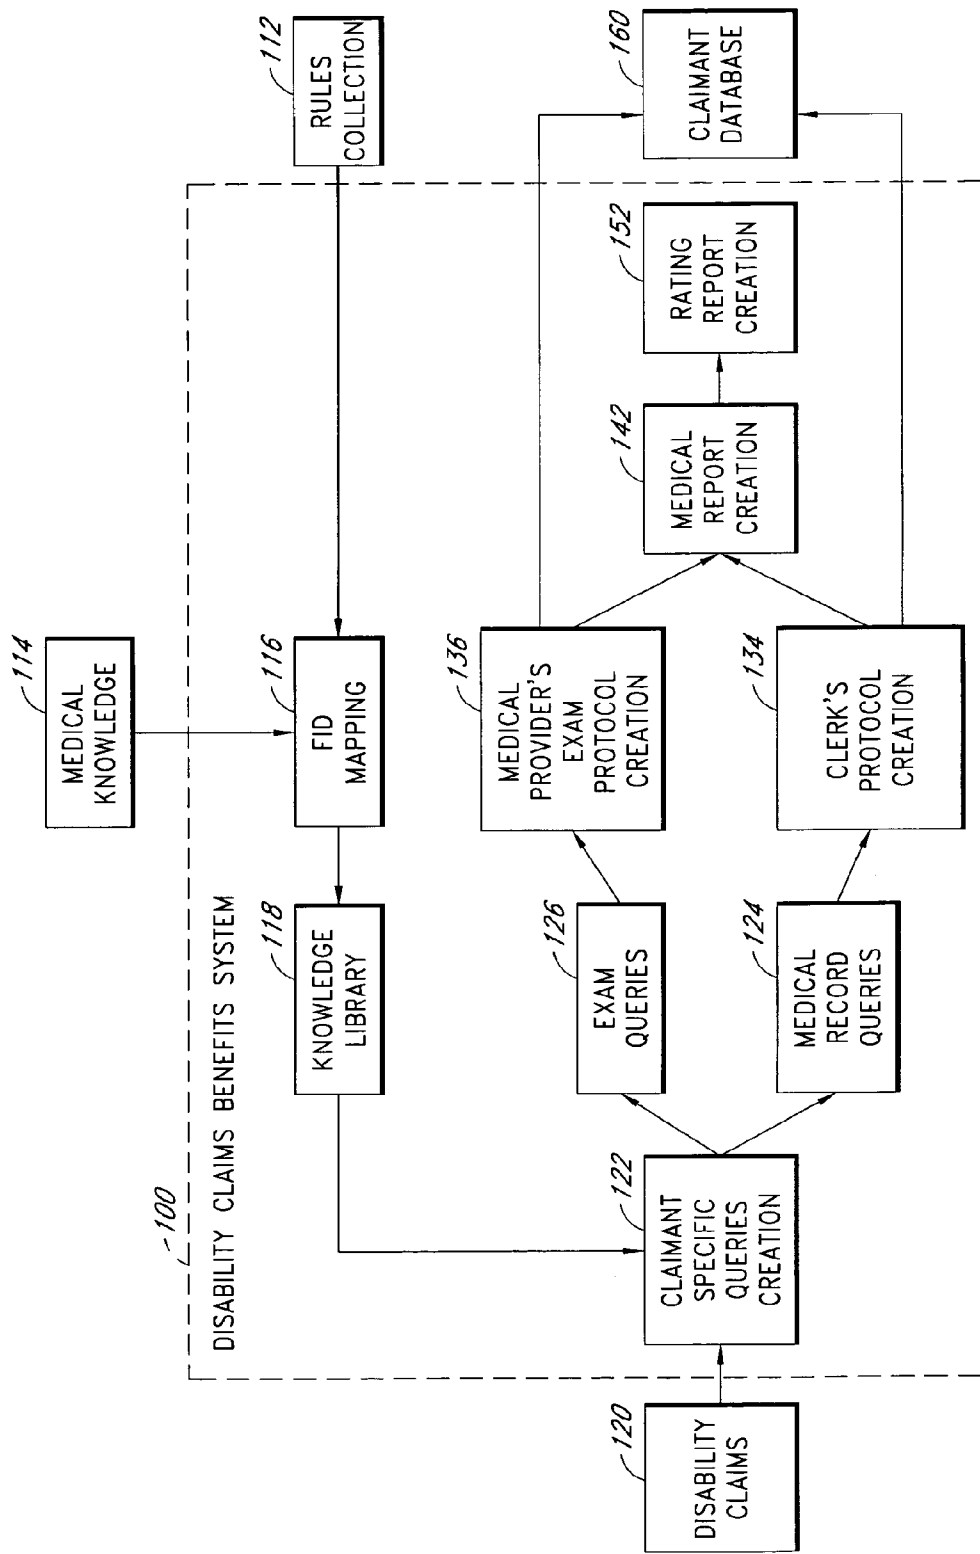 114
MEDICAL
KNOWLEDGE
112
RULES
COLLECTION
100
DISABILITY CLAIMS BENEFITS SYSTEM
118
KNOWLEDGE
LIBRARY
116
FID
MAPPING
120
DISABILITY
CLAIMS
122
CLAIMANT
SPECIFIC
QUERIES
CREATION
126
EXAM
QUERIES
124
MEDICAL
RECORD
QUERIES
136
MEDICAL
PROVIDER'S
EXAM
PROTOCOL
CREATION
134
CLERK'S
PROTOCOL
CREATION
142
MEDICAL
REPORT
CREATION
152
RATING
REPORT
CREATION
160
CLAIMANT
DATABASE